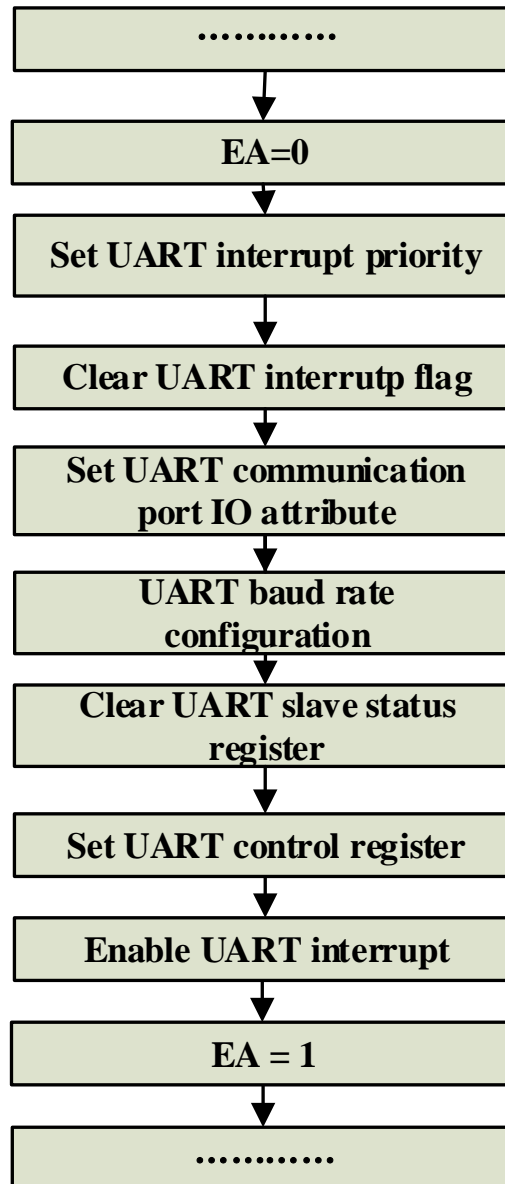 ............
EA=0
Set UART interrupt priority
Clear UART interrutp flag
Set UART communication
port IO attribute
UART baud rate
configuration
Clear UART slave status
register
Set UART control register
Enable UART interrupt
EA = 1
............